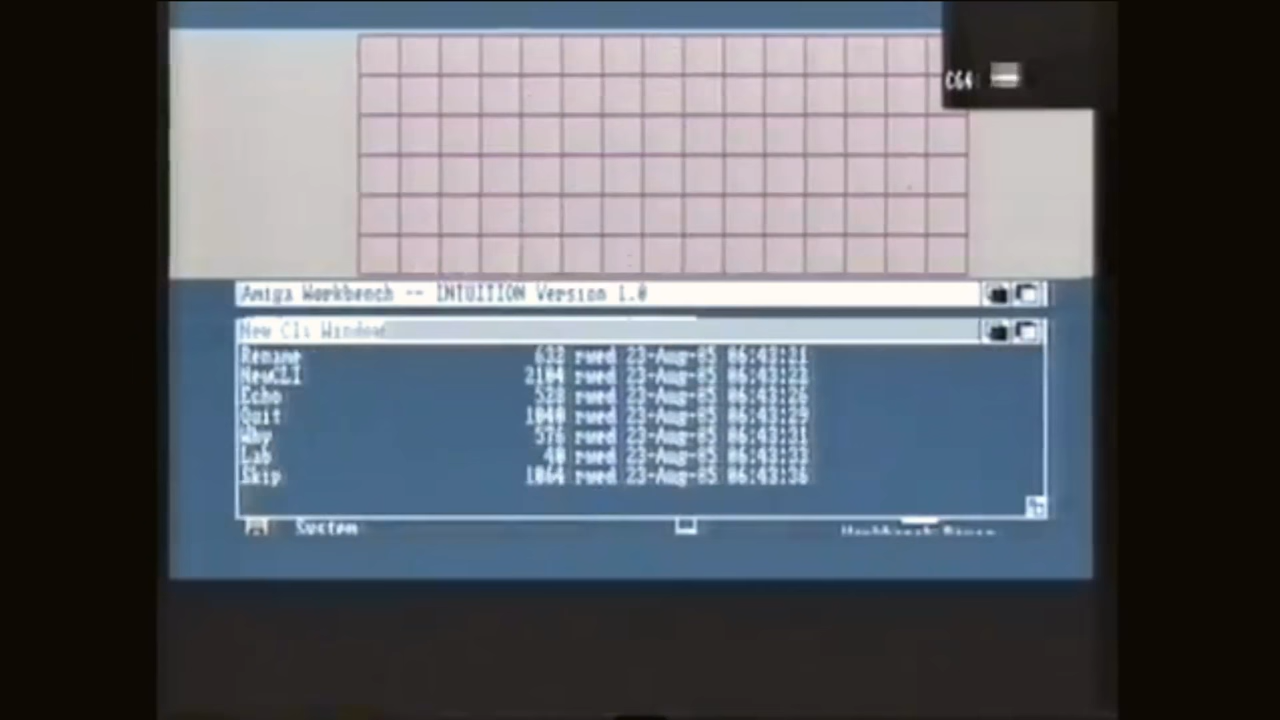 C64
Amiga Workbench -- INTUITION Version 1.0
New Cli Window
Rename 632 rwed 23-Aug-85 06:43:21
NewCLI 2104 rwed 23-Aug-85 06:43:23
Echo 528 rwed 23-Aug-85 06:43:26
Quit 1040 rwed 23-Aug-85 06:43:29
Why 576 rwed 23-Aug-85 06:43:31
Lab 40 rwed 23-Aug-85 06:43:33
Skip 1064 rwed 23-Aug-85 06:43:36
System